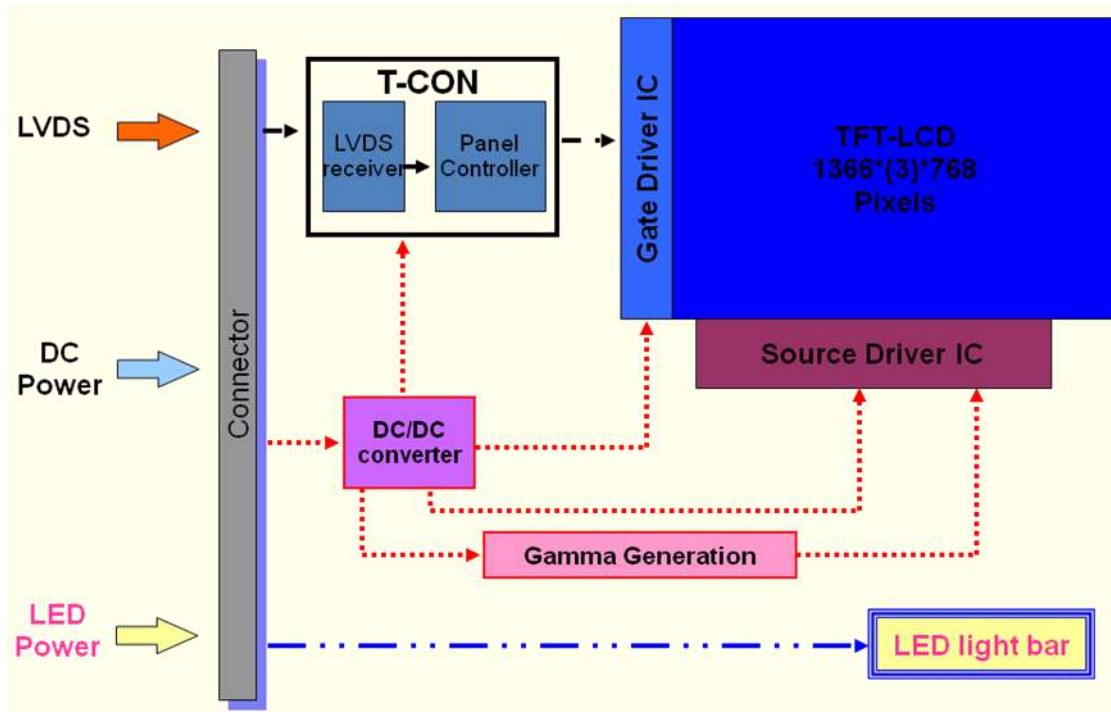 T-CON
LVDS
LVDS
receiver
Panel
Controller
Gate Driver IC
TFT-LCD
1366*(3)*768
Pixels
Source Driver IC
DC
Power
Connector
DC/DC
converter
Gamma Generation
LED
Power
LED light bar